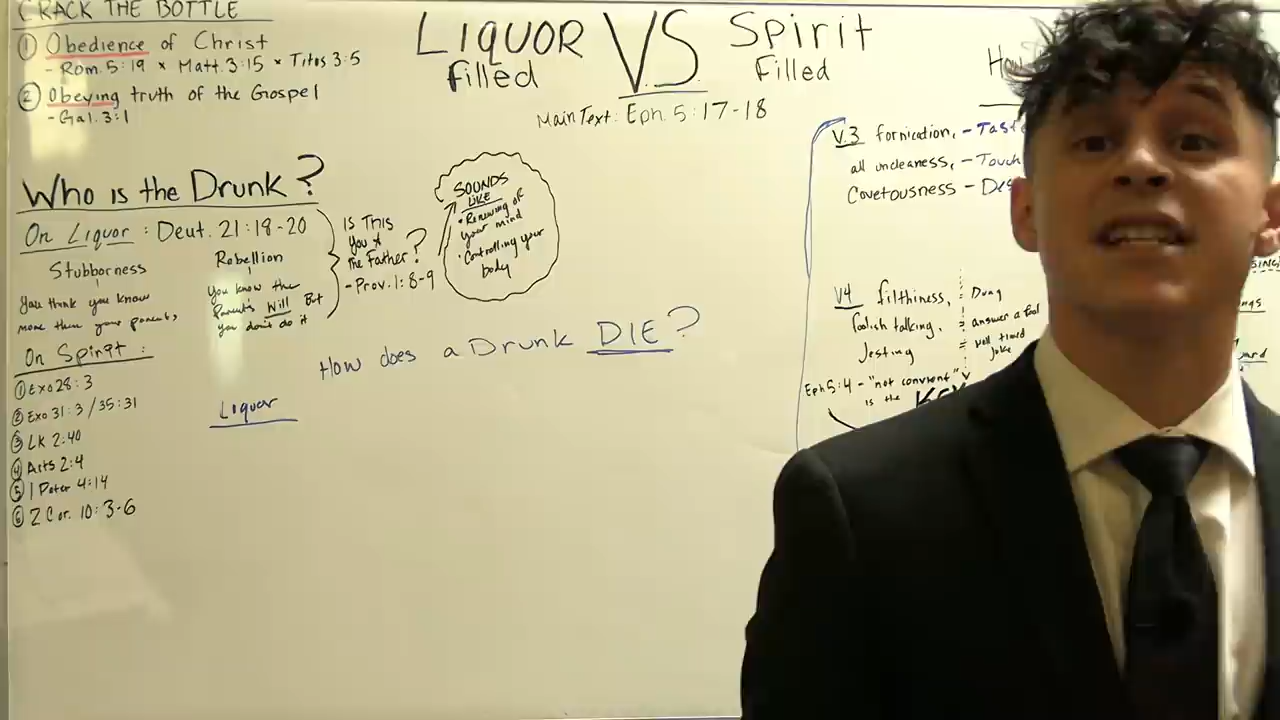 CRACK THE BOTTLE
① Obedience of Christ
- Rom. 5:19 × Matt. 3:15 × Titos 3:5
② Obeying truth of the Gospel
- Gal. 3:1
LIQUOR VS Spirit
filled Filled
Main Text: Eph. 5:17-18
Who is the Drunk?
On Liquor: Deut. 21:18-20
Stubborness
you think you know
more then your parents,
Rebellion
you know the
Parent's Will But
you don't do it
Is This
you &
the Father?
- Prov. 1:8-9
SOUNDS
LIKE
• Renewing of
your mind
• Controlling your
body
On Spirit:
① Exo 28:3
② Exo 31:3 / 35:31
③ LK 2:40
④ Acts 2:4
⑤ 1 Peter 4:14
⑥ 2 Cor. 10:3-6
How does a Drunk DIE?
Liquor
How
V.3 fornication, - Taste
all uncleaness, - Touch
Covetousness -
V4 filthiness, = Dung
foolish talking, = answer a fool
Jesting = well timed
joke
Eph 5:4 - "not convient"
is the KEY